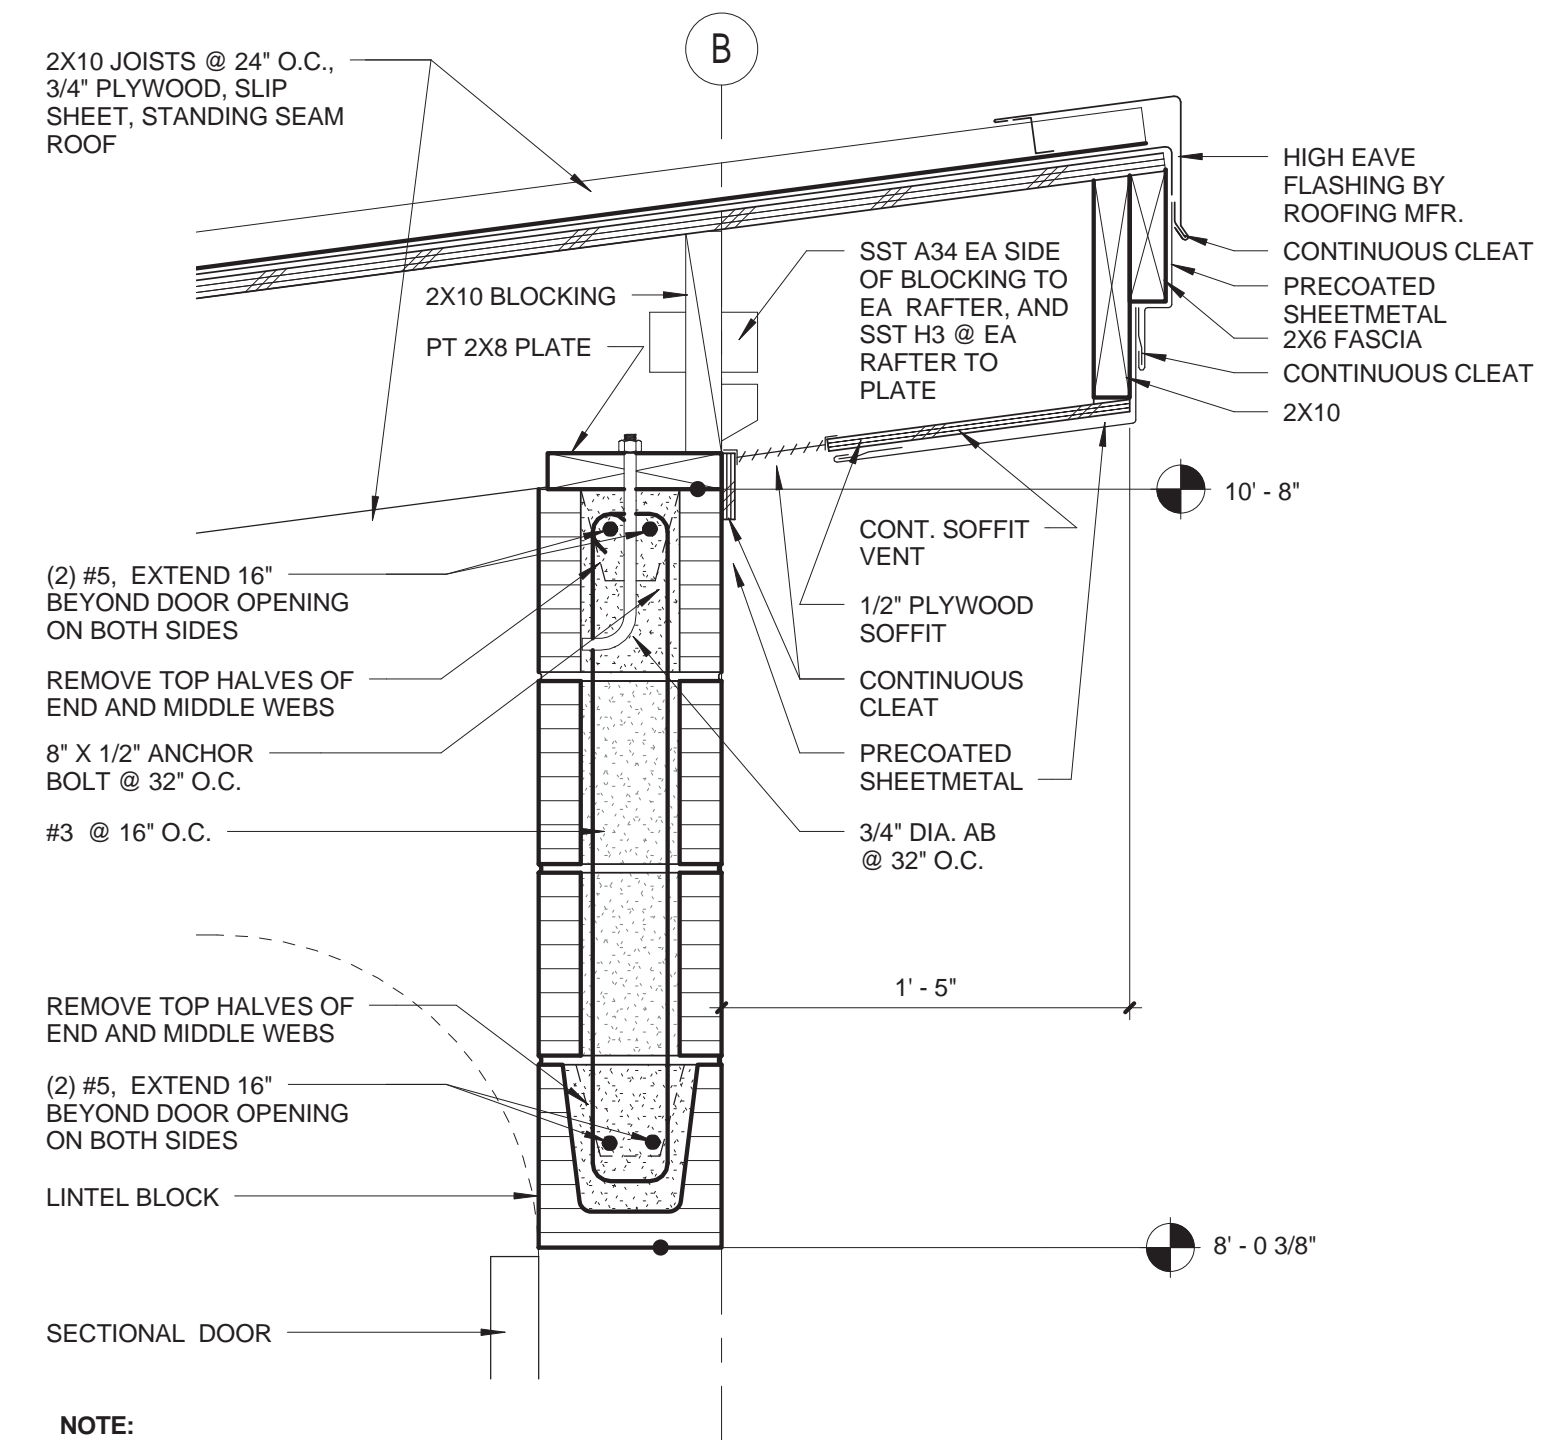 B
2X10 JOISTS @ 24" O.C.,
3/4" PLYWOOD, SLIP
SHEET, STANDING SEAM
ROOF
HIGH EAVE
FLASHING BY
ROOFING MFR.
CONTINUOUS CLEAT
PRECOATED
SHEETMETAL
2X6 FASCIA
CONTINUOUS CLEAT
2X10
SST A34 EA SIDE
OF BLOCKING TO
EA RAFTER, AND
SST H3 @ EA
RAFTER TO
PLATE
2X10 BLOCKING
PT 2X8 PLATE
10' - 8"
CONT. SOFFIT
VENT
1/2" PLYWOOD
SOFFIT
CONTINUOUS
CLEAT
PRECOATED
SHEETMETAL
3/4" DIA. AB
@ 32" O.C.
(2) #5, EXTEND 16"
BEYOND DOOR OPENING
ON BOTH SIDES
REMOVE TOP HALVES OF
END AND MIDDLE WEBS
8" X 1/2" ANCHOR
BOLT @ 32" O.C.
#3 @ 16" O.C.
1' - 5"
REMOVE TOP HALVES OF
END AND MIDDLE WEBS
(2) #5, EXTEND 16"
BEYOND DOOR OPENING
ON BOTH SIDES
LINTEL BLOCK
8' - 0 3/8"
SECTIONAL DOOR
NOTE: